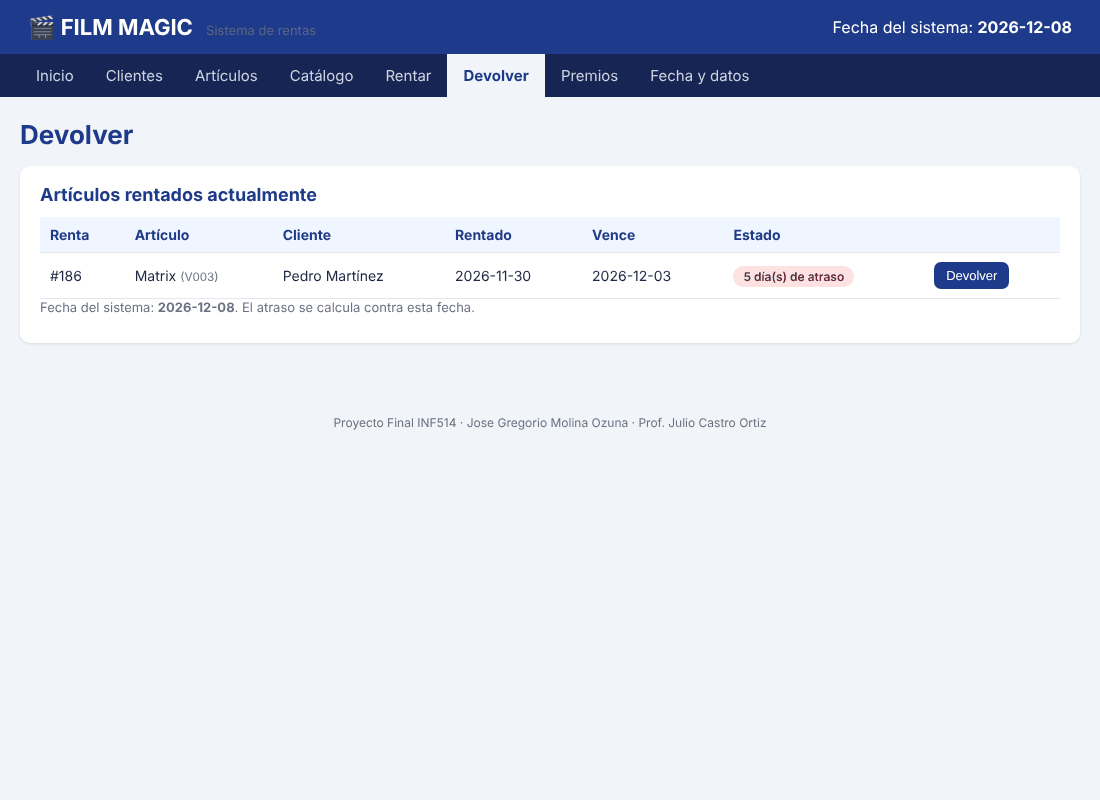 🎬 FILM MAGIC Sistema de rentas Fecha del sistema: 2026-12-08
Inicio Clientes Artículos Catálogo Rentar Devolver Premios Fecha y datos
Devolver
Artículos rentados actualmente
Renta Artículo Cliente Rentado Vence Estado
#186 Matrix (V003) Pedro Martínez 2026-11-30 2026-12-03 5 día(s) de atraso Devolver
Fecha del sistema: 2026-12-08. El atraso se calcula contra esta fecha.
Proyecto Final INF514 · Jose Gregorio Molina Ozuna · Prof. Julio Castro Ortiz